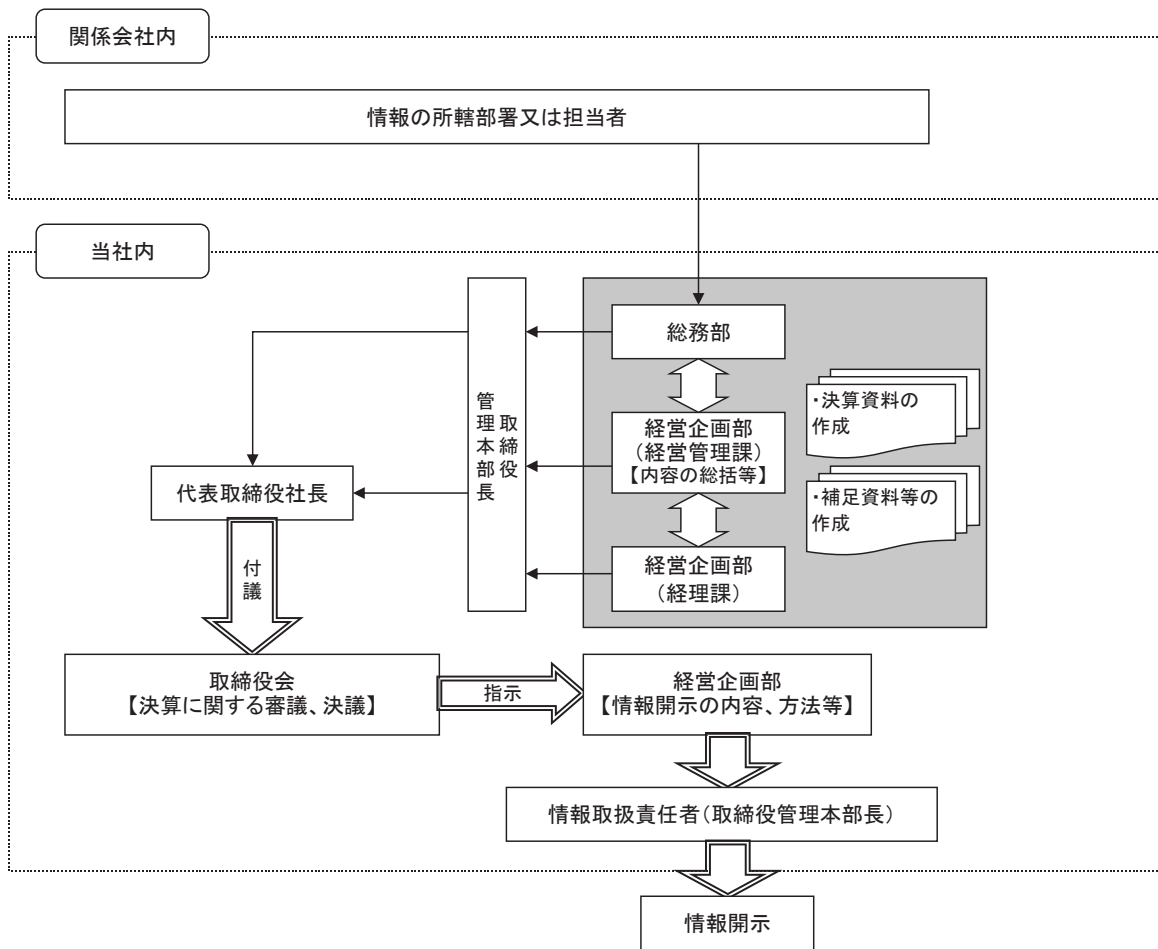 関係会社内
情報の所轄部署又は担当者
当社内
総務部
・決算資料の
作成
取締役
管理本部長
経営企画部
（経営管理課）
【内容の総括等】
・補足資料等の
作成
代表取締役社長
経営企画部
（経理課）
付議
取締役会
【決算に関する審議、決議】
指示
経営企画部
【情報開示の内容、方法等】
情報取扱責任者（取締役管理本部長）
情報開示